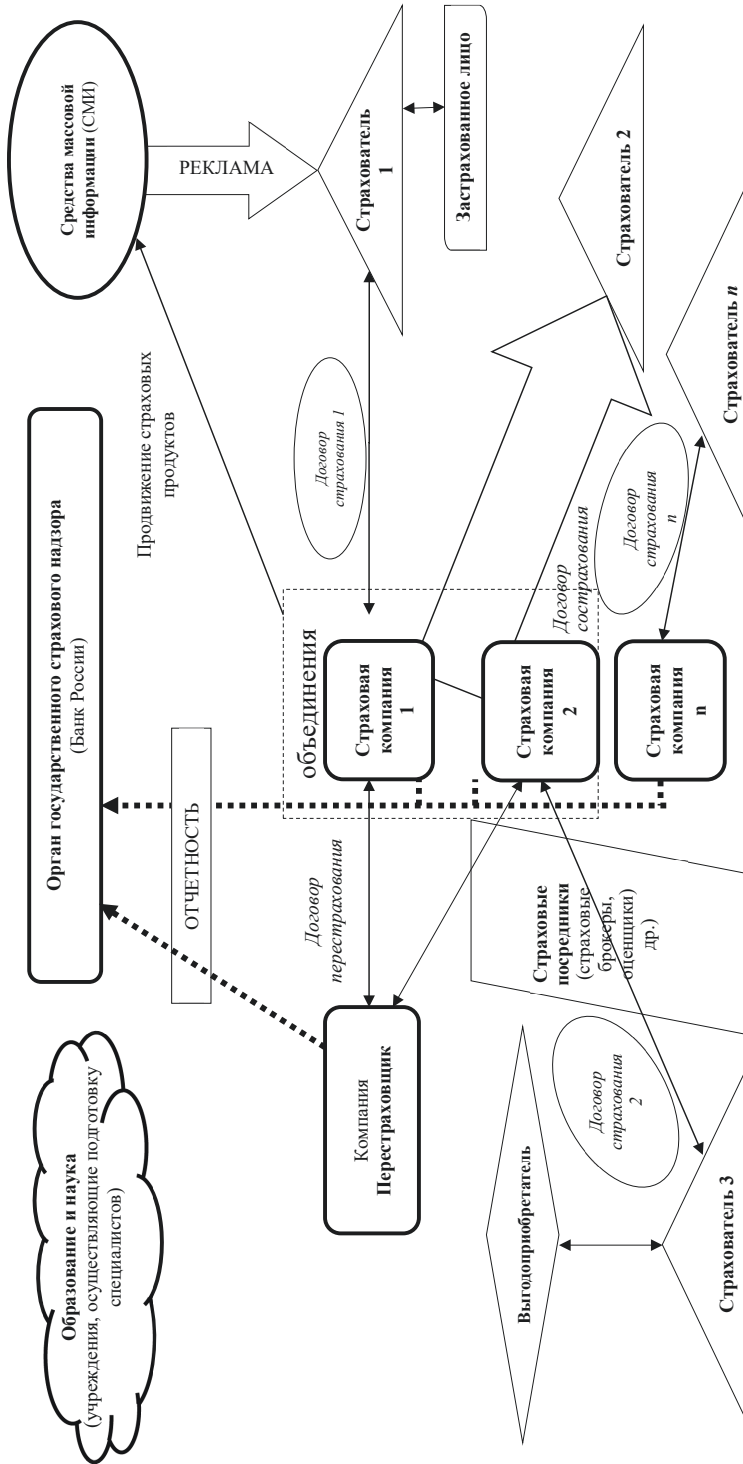 Образование и наука
(учреждения, осуществляющие подготовку
специалистов)
Орган государственного страхового надзора
(Банк России)
Средства массовой
информации (СМИ)
ОТЧЕТНОСТЬ
Продвижение страховых
продуктов
РЕКЛАМА
Компания
Перестраховщик
Договор
перестрахования
объединения
Страховая
компания
1
Договор
страхования 1
Страхователь
1
Застрахованное лицо
Выгодоприобретатель
Страховые
посредники
(страховые
брокеры,
оценщики)
др.)
Страховая
компания
2
Договор
сострахования
Страхователь 2
Договор
страхования
2
Страхователь 3
Страховая
компания
n
Договор
страхования
n
Страхователь n